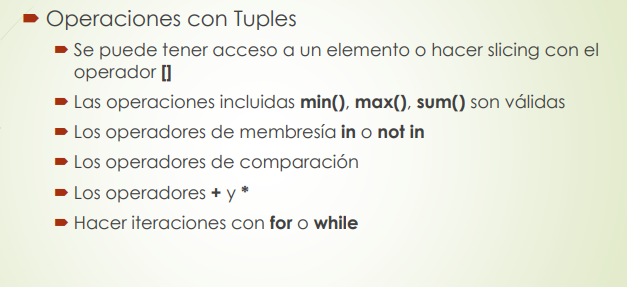 Operaciones con Tuples
Se puede tener acceso a un elemento o hacer slicing con el
operador []
Las operaciones incluidas min(), max(), sum() son válidas
Los operadores de membresía in o not in
Los operadores de comparación
Los operadores + y *
Hacer iteraciones con for o while